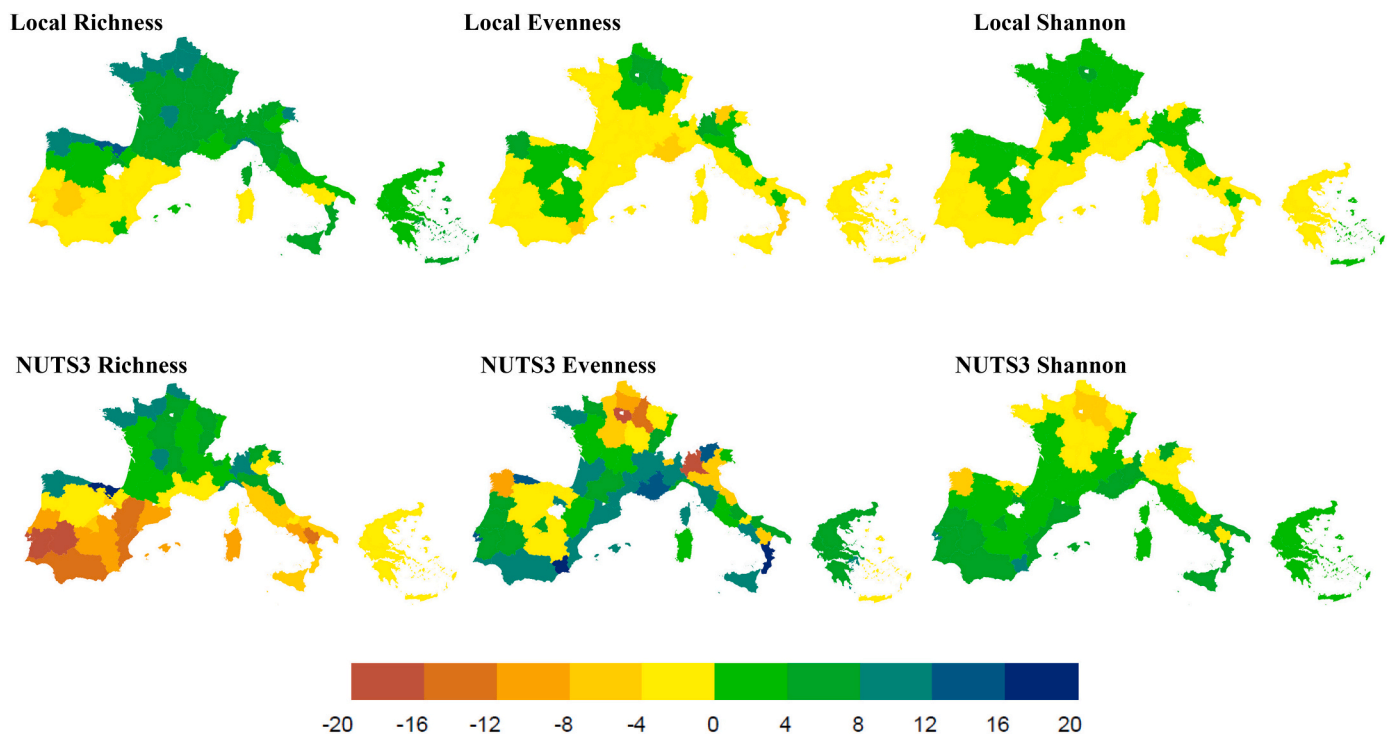 Local Richness
Local Evenness
Local Shannon
NUTS3 Richness
NUTS3 Evenness
NUTS3 Shannon
-20 -16 -12 -8 -4 0 4 8 12 16 20